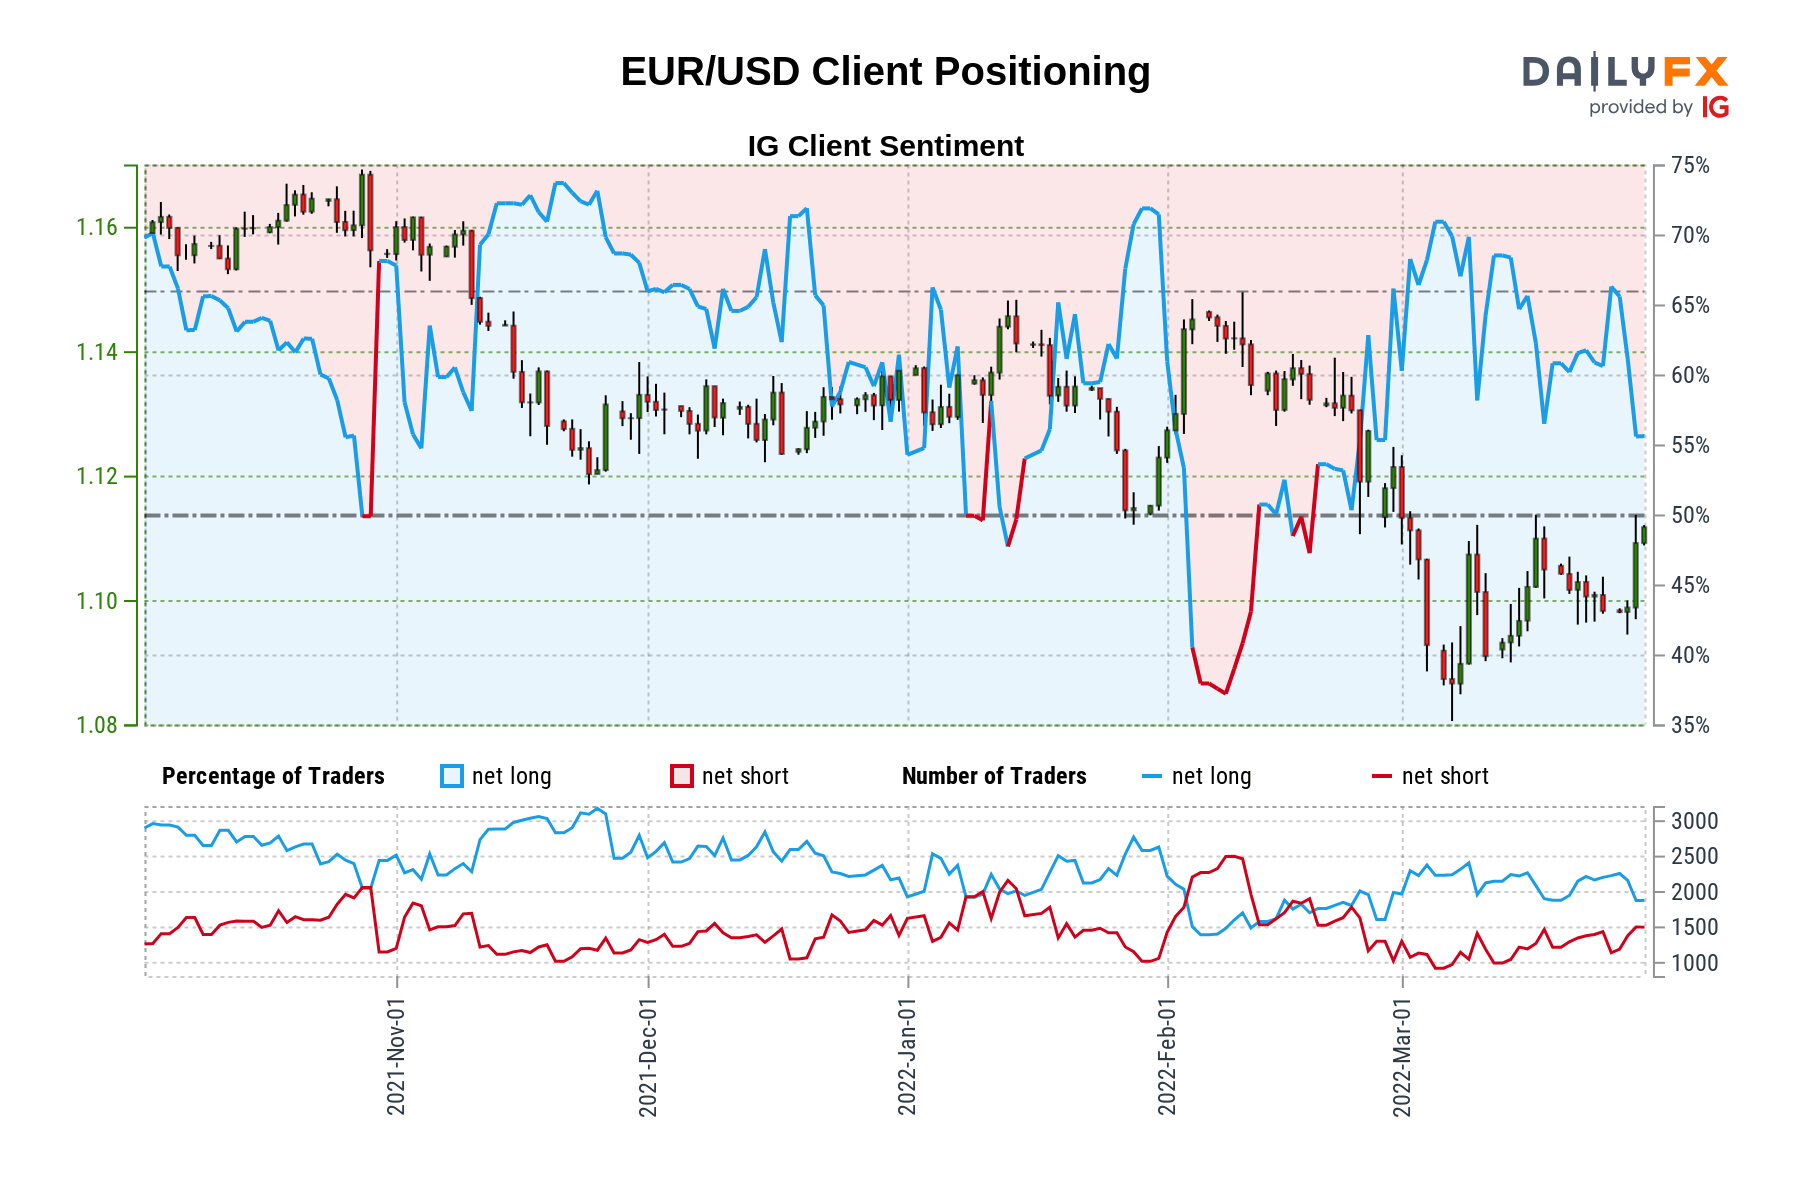 EUR/USD Client Positioning
DAILYFX
provided by IG
IG Client Sentiment
75%
1.16
70%
65%
1.14
60%
55%
1.12
50%
45%
1.10
40%
1.08
35%
Percentage of Traders net long net short Number of Traders net long net short
3000
2500
2000
1500
1000
2021-Nov-01
2021-Dec-01
2022-Jan-01
2022-Feb-01
2022-Mar-01